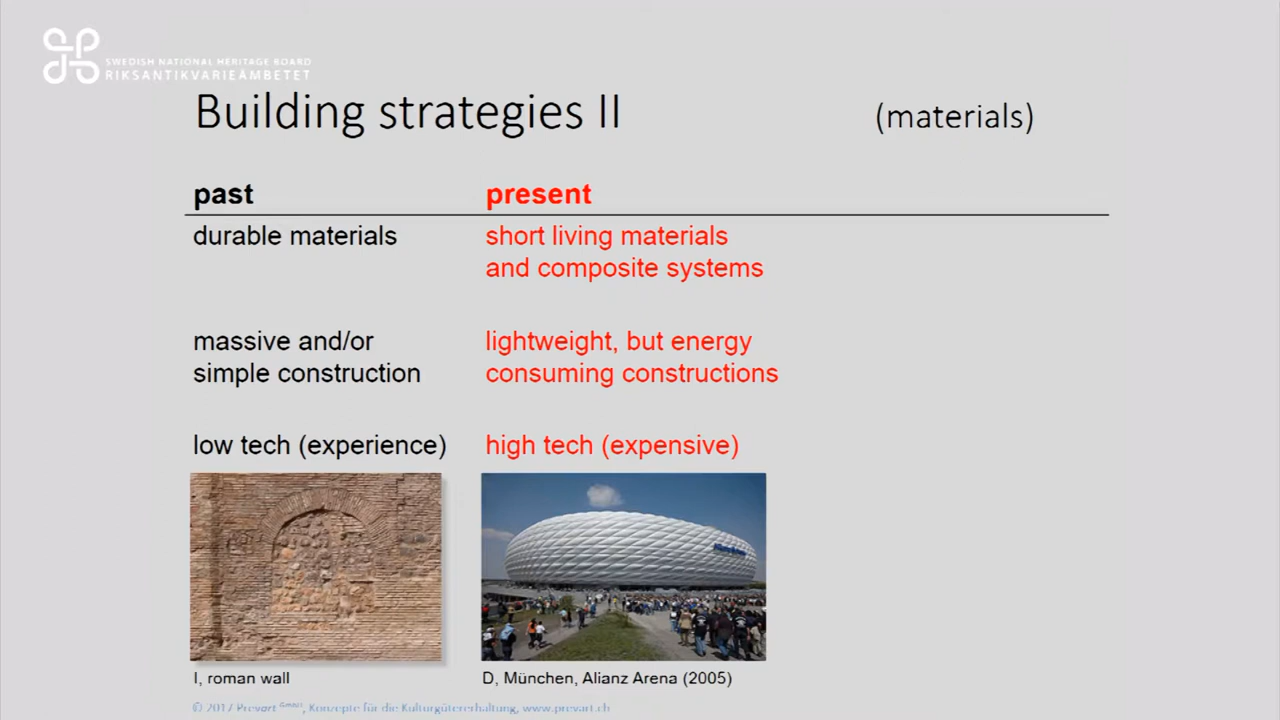 SWEDISH NATIONAL HERITAGE BOARD
RIKSANTIKVARIEÄMBETET
Building strategies II (materials)
past present
durable materials short living materials
and composite systems
massive and/or lightweight, but energy
simple construction consuming constructions
low tech (experience) high tech (expensive)
Allianz Arena
I, roman wall D, München, Alianz Arena (2005)
© 2017 Prevart GmbH, Konzepte für die Kulturgütererhaltung, www.prevart.ch